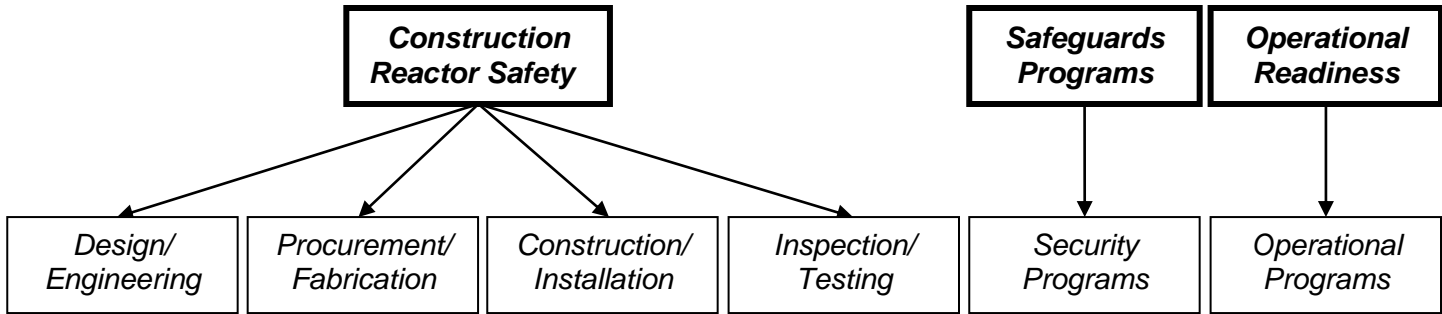 Construction
Reactor Safety
Safeguards
Programs
Operational
Readiness
Design/
Engineering
Procurement/
Fabrication
Construction/
Installation
Inspection/
Testing
Security
Programs
Operational
Programs